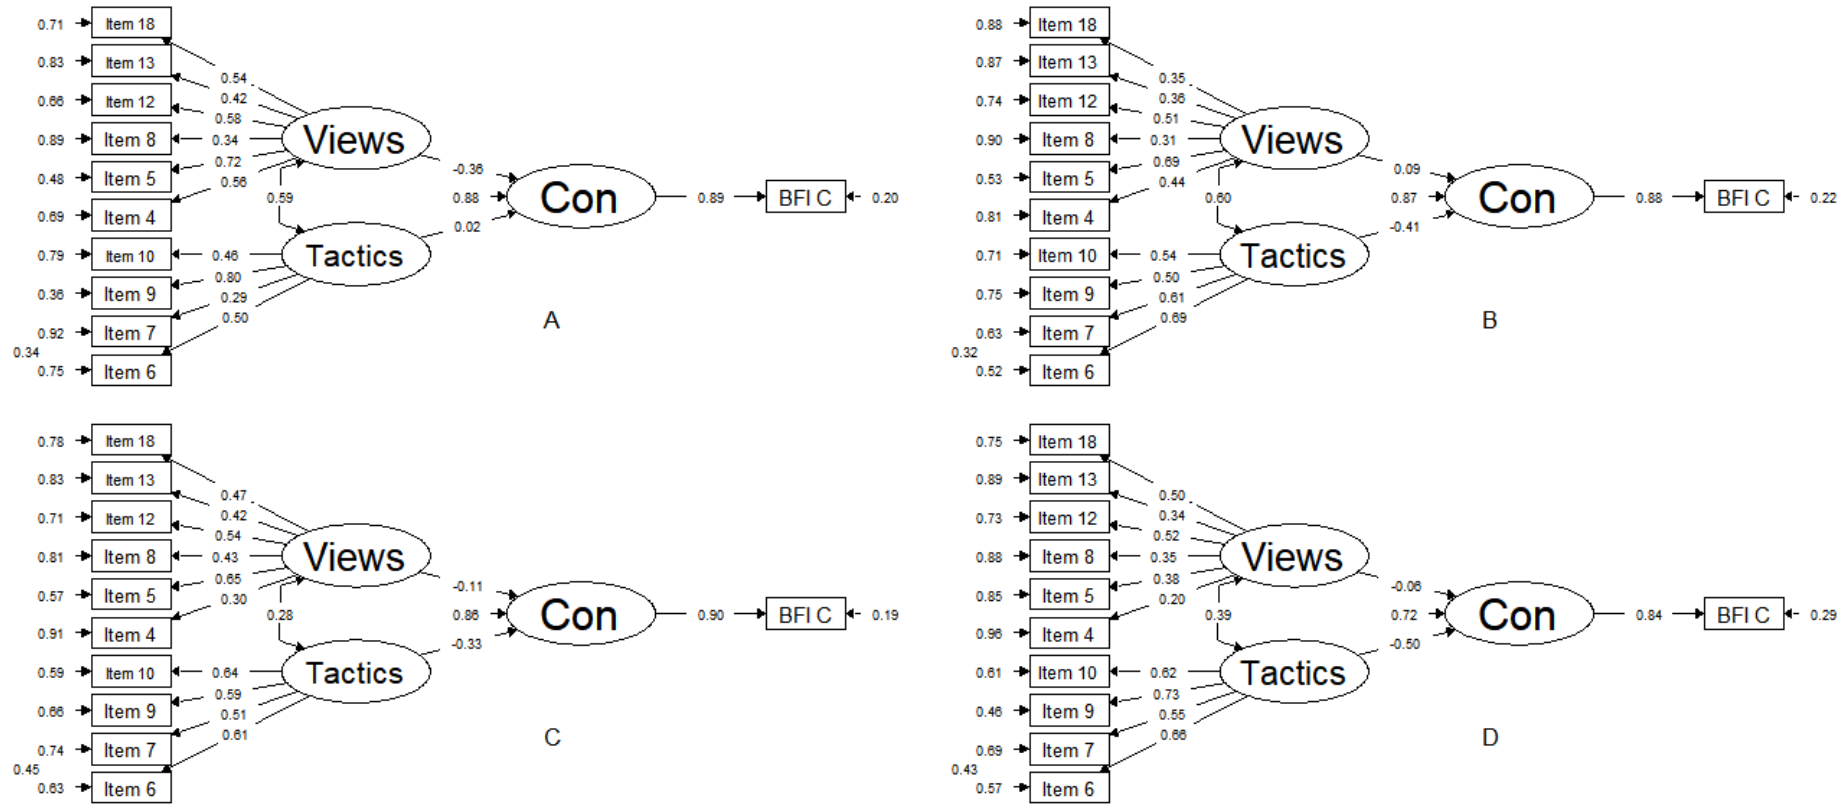 0.71 Item 18
0.83 Item 13
0.54
0.42
0.66 Item 12
0.58
0.89 Item 8
0.34
Views
0.72
0.48 Item 5
0.56
-0.36
0.69 Item 4
0.59
0.88
Con
0.89
BFI C
0.20
0.02
0.79 Item 10
0.46
Tactics
0.80
0.36 Item 9
0.29
0.50
0.92 Item 7
0.34
0.75 Item 6
A
0.88 Item 18
0.87 Item 13
0.35
0.36
0.74 Item 12
0.51
0.90 Item 8
0.31
Views
0.69
0.53 Item 5
0.44
0.09
0.81 Item 4
0.60
0.87
Con
0.88
BFI C
0.22
-0.41
0.71 Item 10
0.54
Tactics
0.50
0.75 Item 9
0.61
0.69
0.63 Item 7
0.32
0.52 Item 6
B
0.78 Item 18
0.83 Item 13
0.47
0.42
0.71 Item 12
0.54
0.81 Item 8
0.43
Views
0.65
0.57 Item 5
0.30
-0.11
0.91 Item 4
0.28
0.86
Con
0.90
BFI C
0.19
-0.33
0.59 Item 10
0.64
Tactics
0.59
0.66 Item 9
0.51
0.61
0.74 Item 7
0.45
0.63 Item 6
C
0.75 Item 18
0.89 Item 13
0.50
0.34
0.73 Item 12
0.52
0.88 Item 8
0.35
Views
0.38
0.85 Item 5
0.20
-0.06
0.96 Item 4
0.39
0.72
Con
0.84
BFI C
0.29
-0.50
0.61 Item 10
0.62
Tactics
0.73
0.46 Item 9
0.55
0.66
0.69 Item 7
0.43
0.57 Item 6
D